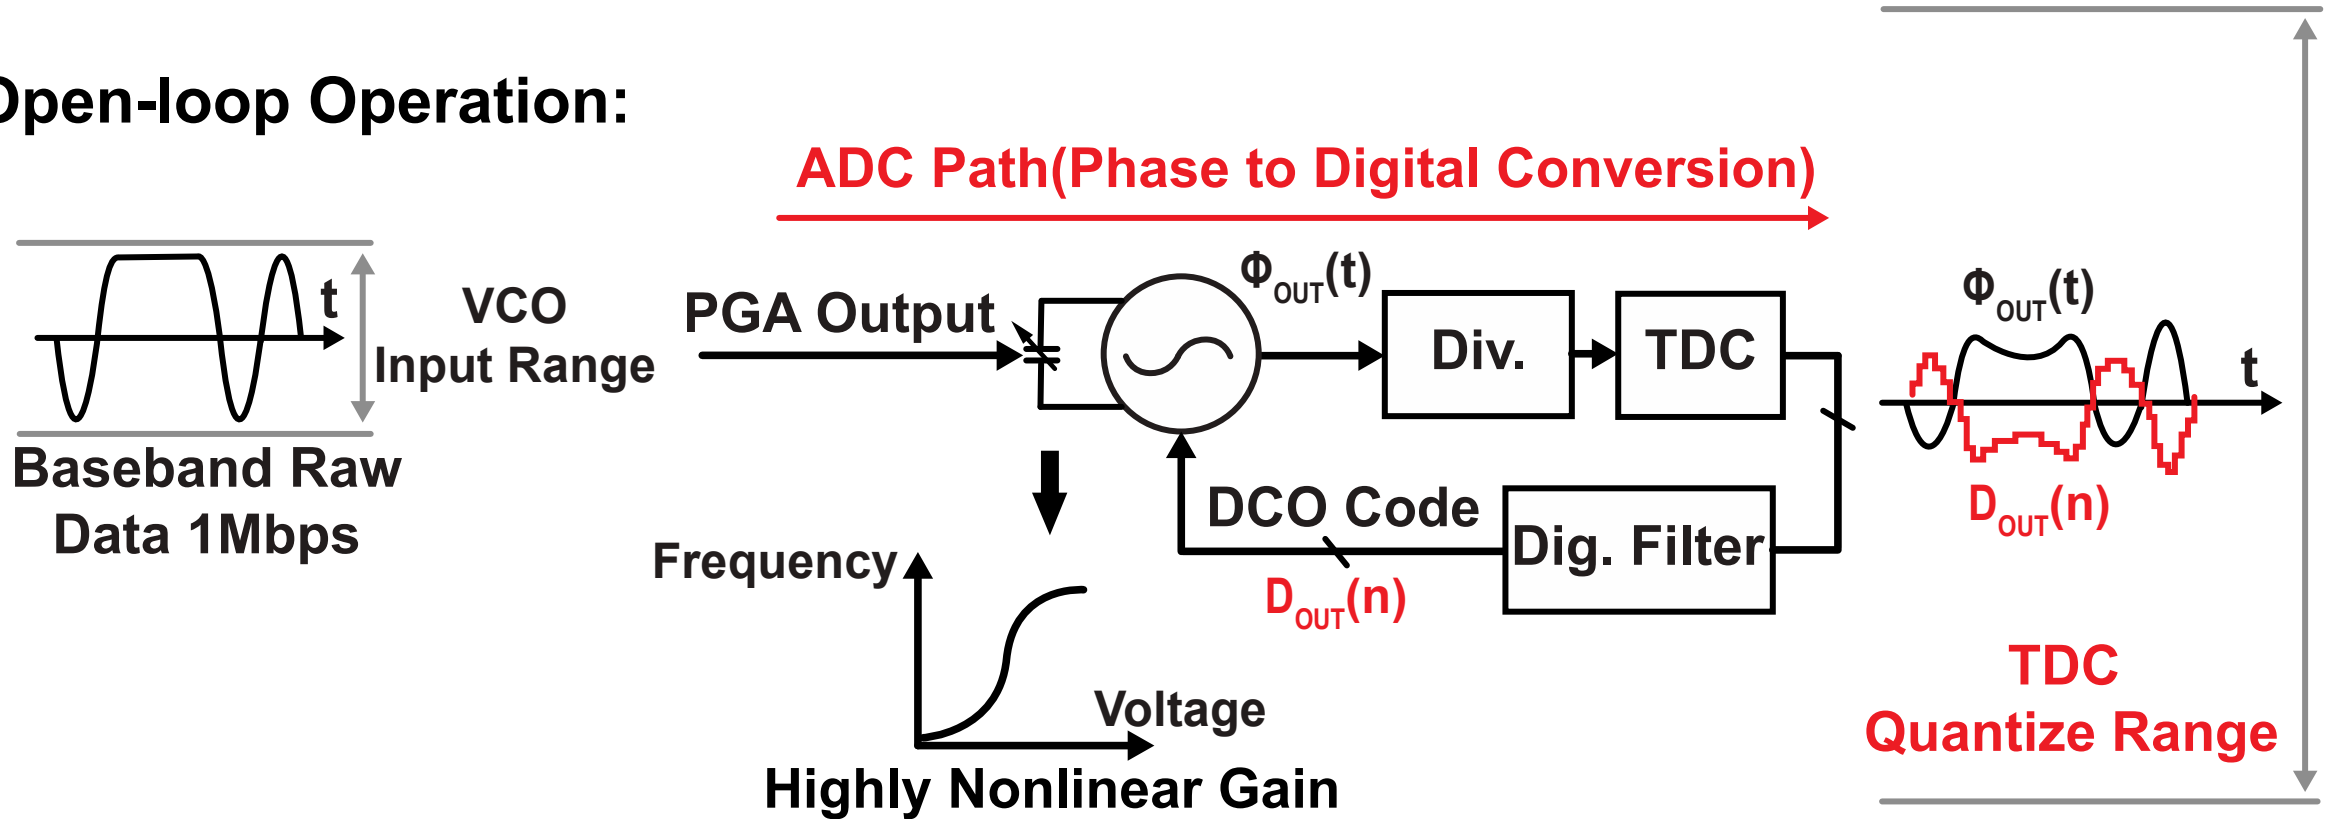 Open-loop Operation:
ADC Path(Phase to Digital Conversion)
t
VCO
Input Range
Baseband Raw
Data 1Mbps
PGA Output
ΦOUT(t)
Div.
TDC
DCO Code
DOUT(n)
Dig. Filter
Frequency
Voltage
Highly Nonlinear Gain
ΦOUT(t)
t
DOUT(n)
TDC
Quantize Range